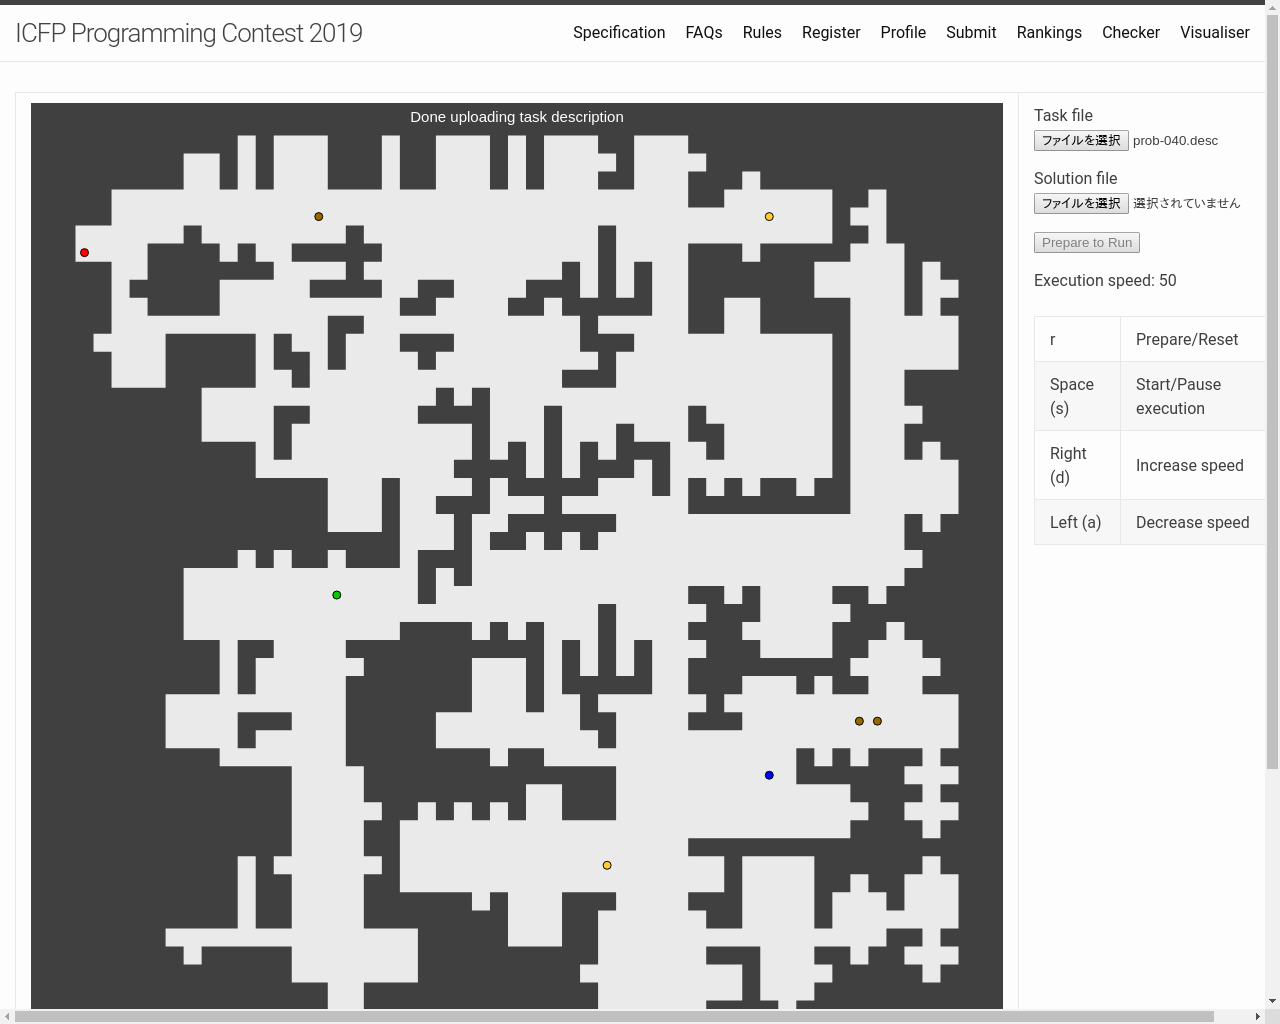 ICFP Programming Contest 2019
Specification FAQs Rules Register Profile Submit Rankings Checker Visualiser
Done uploading task description
Task file
ファイルを選択 prob-040.desc
Solution file
ファイルを選択 選択されていません
Prepare to Run
Execution speed: 50
r Prepare/Reset
Space (s) Start/Pause execution
Right (d) Increase speed
Left (a) Decrease speed